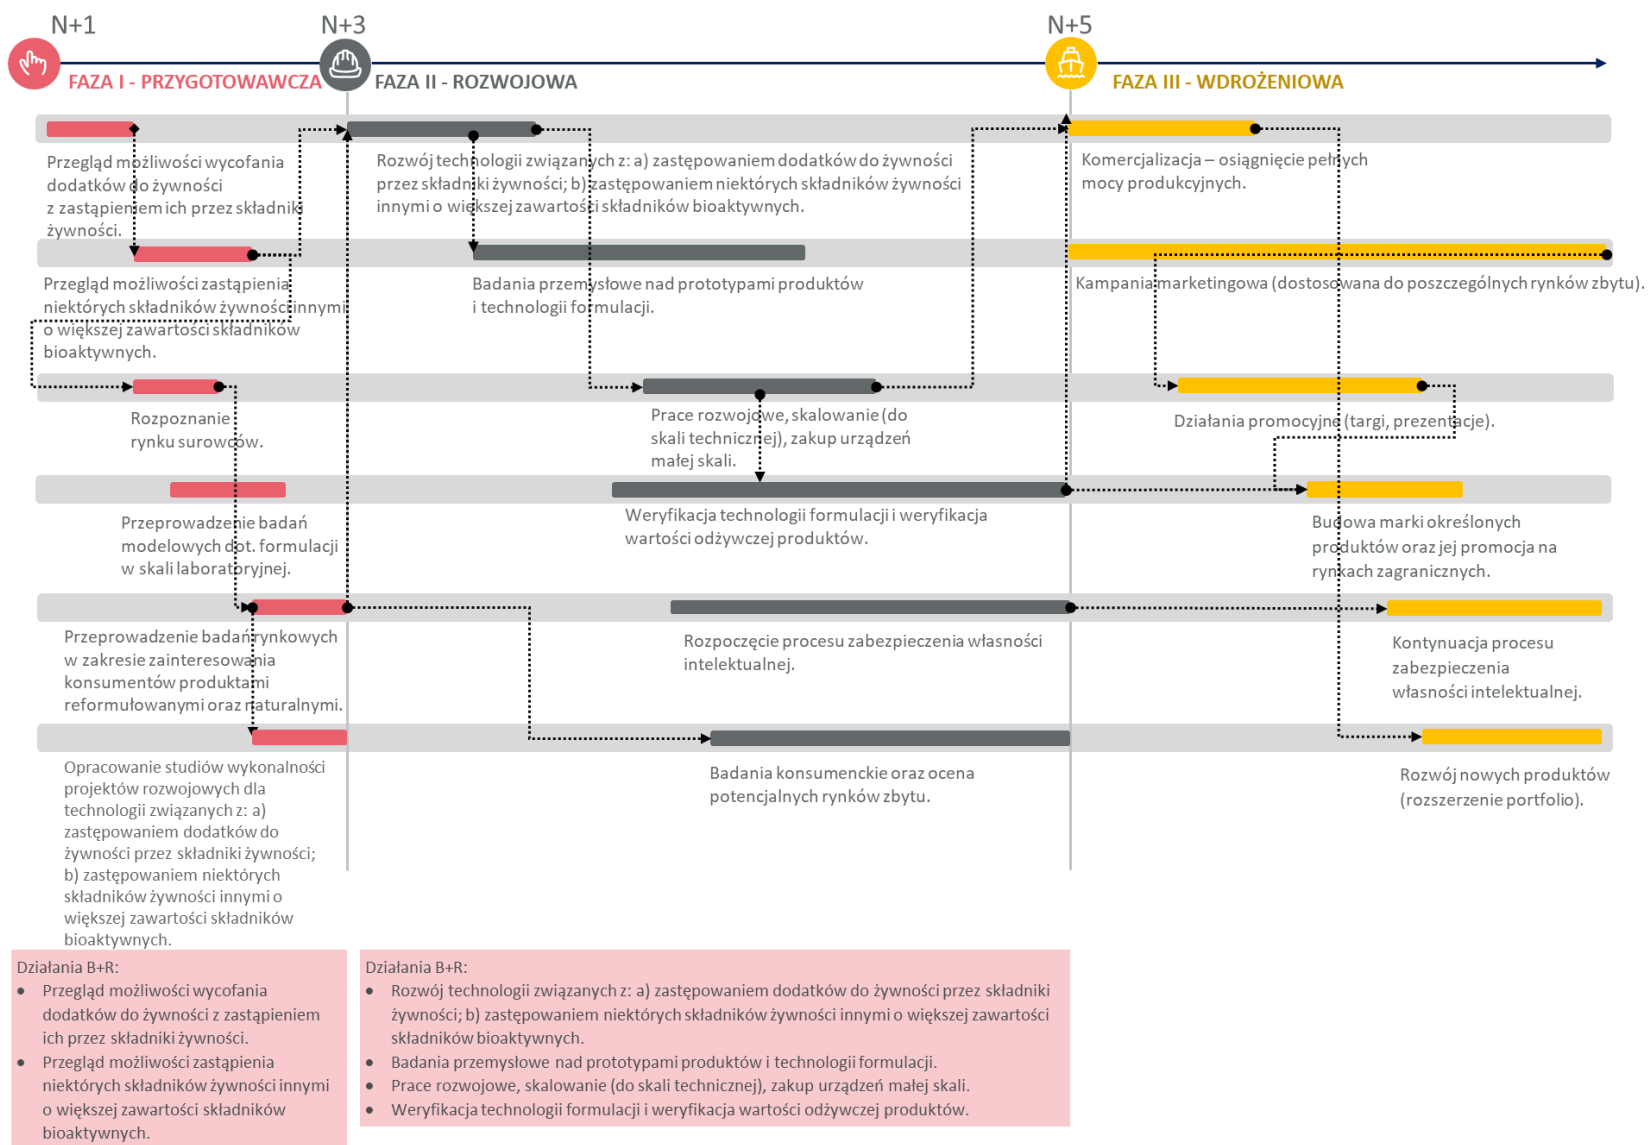 N+1
N+3
N+5
FAZA I - PRZYGOTOWAWCZA
FAZA II - ROZWOJOWA
FAZA III - WDROŻENIOWA
Przegląd możliwości wycofania
dodatków do żywności
z zastąpieniem ich przez składniki
żywności.
Rozwój technologii związanych z: a) zastępowaniem dodatków do żywności
przez składniki żywności; b) zastępowaniem niektórych składników żywności
innymi o większej zawartości składników bioaktywnych.
Komercjalizacja – osiągnięcie pełnych
mocy produkcyjnych.
Przegląd możliwości zastąpienia
niektórych składników żywności innymi
o większej zawartości składników
bioaktywnych.
Badania przemysłowe nad prototypami produktów
i technologii formulacji.
Kampania marketingowa (dostosowana do poszczególnych rynków zbytu).
Rozpoznanie
rynku surowców.
Prace rozwojowe, skalowanie (do
skali technicznej), zakup urządzeń
małej skali.
Działania promocyjne (targi, prezentacje).
Przeprowadzenie badań
modelowych dot. formulacji
w skali laboratoryjnej.
Weryfikacja technologii formulacji i weryfikacja
wartości odżywczej produktów.
Budowa marki określonych
produktów oraz jej promocja na
rynkach zagranicznych.
Przeprowadzenie badań rynkowych
w zakresie zainteresowania
konsumentów produktami
reformułowanymi oraz naturalnymi.
Rozpoczęcie procesu zabezpieczenia własności
intelektualnej.
Kontynuacja procesu
zabezpieczenia
własności intelektualnej.
Opracowanie studiów wykonalności
projektów rozwojowych dla
technologii związanych z: a)
zastępowaniem dodatków do
żywności przez składniki żywności;
b) zastępowaniem niektórych
składników żywności innymi o
większej zawartości składników
bioaktywnych.
Badania konsumenckie oraz ocena
potencjalnych rynków zbytu.
Rozwój nowych produktów
(rozszerzenie portfolio).
Działania B+R:
• Przegląd możliwości wycofania
dodatków do żywności z zastąpieniem
ich przez składniki żywności.
• Przegląd możliwości zastąpienia
niektórych składników żywności innymi
o większej zawartości składników
bioaktywnych.
Działania B+R:
• Rozwój technologii związanych z: a) zastępowaniem dodatków do żywności przez składniki
żywności; b) zastępowaniem niektórych składników żywności innymi o większej zawartości
składników bioaktywnych.
• Badania przemysłowe nad prototypami produktów i technologii formulacji.
• Prace rozwojowe, skalowanie (do skali technicznej), zakup urządzeń małej skali.
• Weryfikacja technologii formulacji i weryfikacja wartości odżywczej produktów.